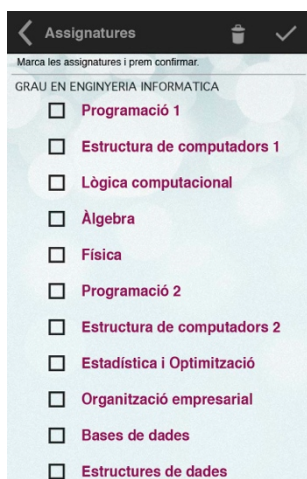 Assignatures
Marca les assignatures i prem confirmar.
GRAU EN ENGINYERIA INFORMATICA
Programació 1
Estructura de computadors 1
Lògica computacional
Àlgebra
Física
Programació 2
Estructura de computadors 2
Estadística i Optimització
Organització empresarial
Bases de dades
Estructures de dades